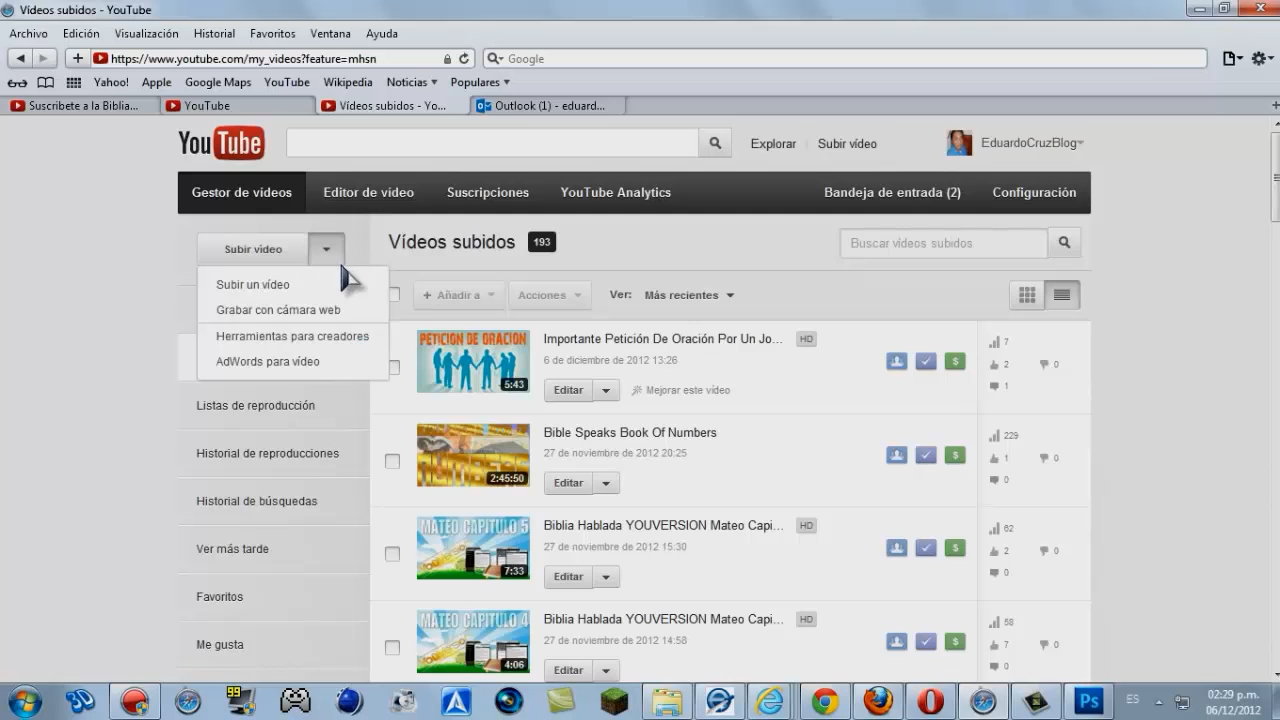 Vídeos subidos - YouTube
Archivo Edición Visualización Historial Favoritos Ventana Ayuda
https://www.youtube.com/my_videos?feature=mhsn
Google
Yahoo! Apple Google Maps YouTube Wikipedia Noticias Populares
Suscribete a la Biblia...
YouTube
Vídeos subidos - Yo...
Outlook (1) - eduard...
YouTube
Explorar
Subir vídeo
EduardoCruzBlog
Gestor de vídeos
Editor de vídeo
Suscripciones
YouTube Analytics
Bandeja de entrada (2)
Configuración
Subir vídeo
Subir un vídeo
Grabar con cámara web
Herramientas para creadores
AdWords para vídeo
Listas de reproducción
Historial de reproducciones
Historial de búsquedas
Ver más tarde
Favoritos
Me gusta
Vídeos subidos 193
Buscar vídeos subidos
+ Añadir a
Acciones
Ver: Más recientes
PETICIÓN DE ORACIÓN
5:43
Importante Petición De Oración Por Un Jo... HD
6 de diciembre de 2012 13:26
Editar
Mejorar este vídeo
$
7
2 0
1
2:45:50
Bible Speaks Book Of Numbers
27 de noviembre de 2012 20:25
Editar
$
229
1 0
0
MATEO CAPITULO 5
7:33
Biblia Hablada YOUVERSION Mateo Capi... HD
27 de noviembre de 2012 15:30
Editar
$
62
2 0
0
MATEO CAPITULO 4
4:06
Biblia Hablada YOUVERSION Mateo Capi... HD
27 de noviembre de 2012 14:58
Editar
$
58
7 0
0
99
Ps
ES
02:29 p.m.
06/12/2012